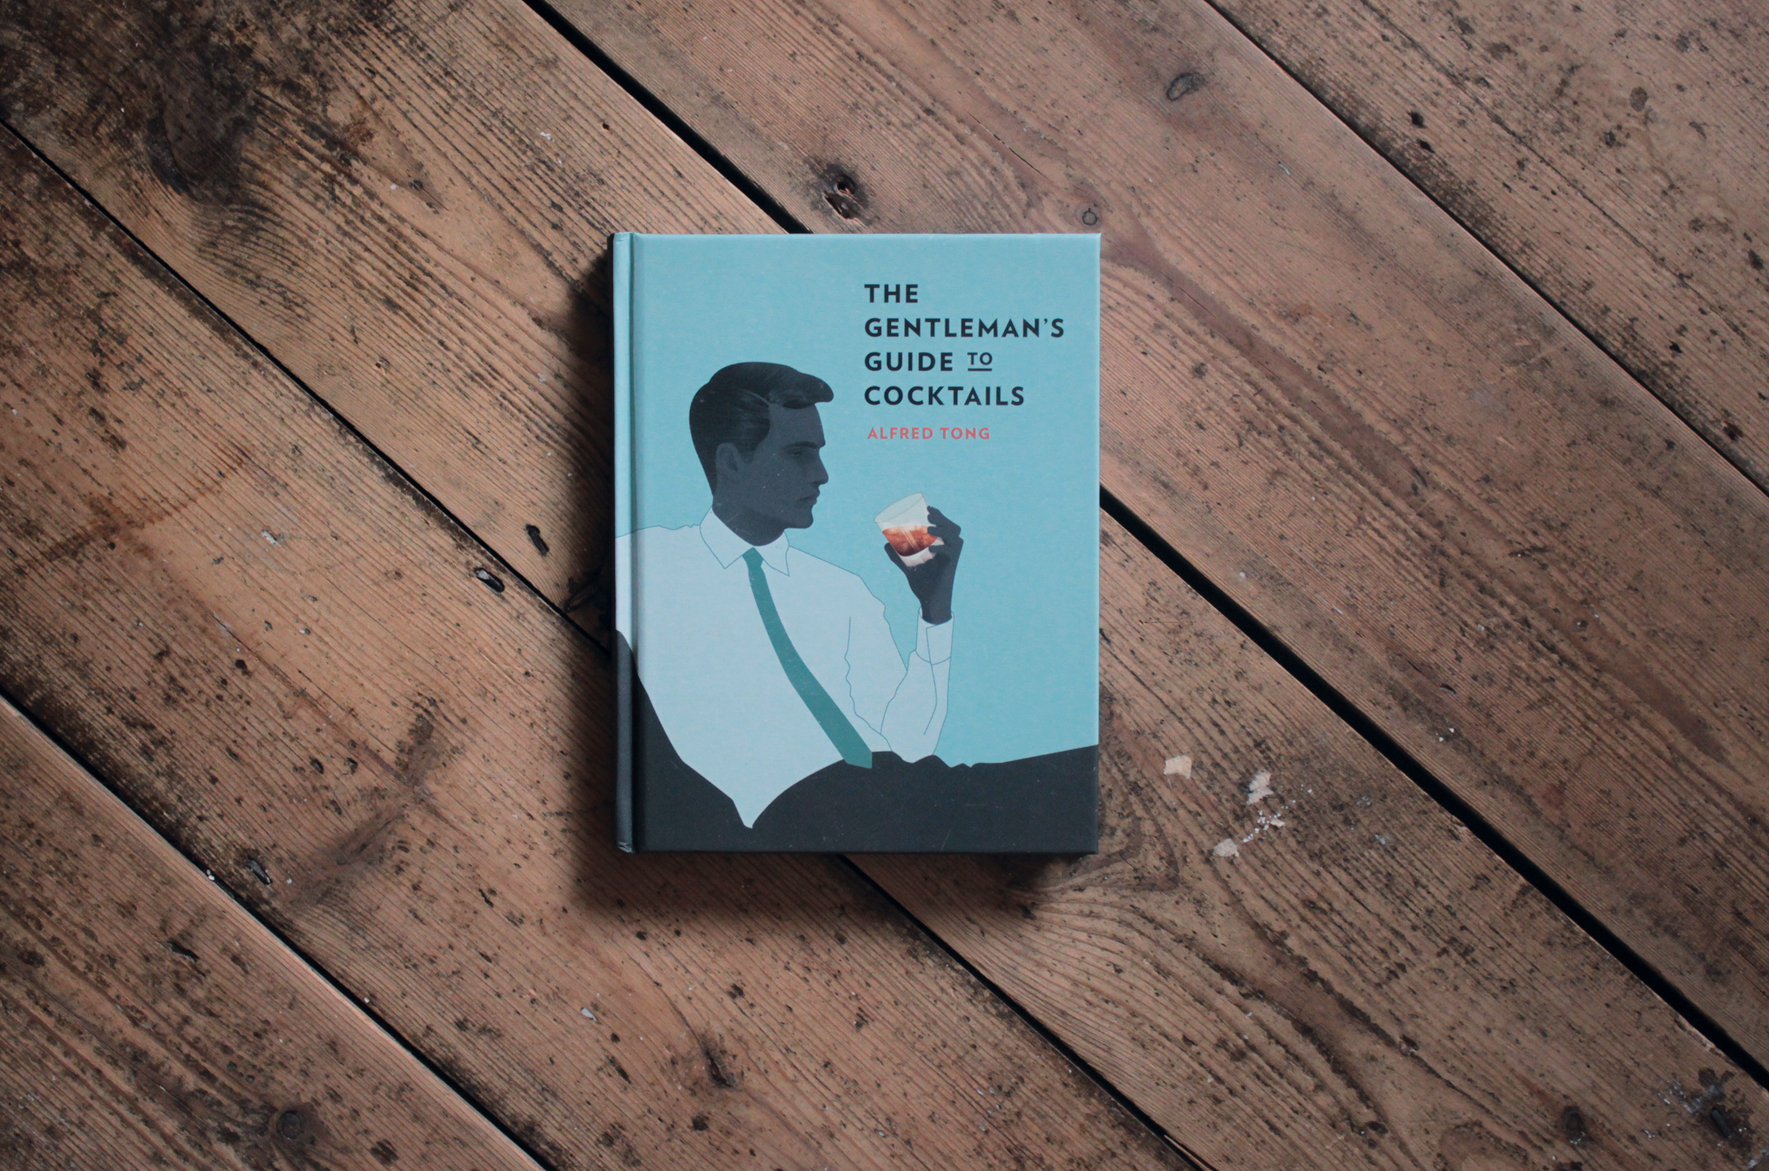 THE
GENTLEMAN'S
GUIDE TO
COCKTAILS
ALFRED TONG